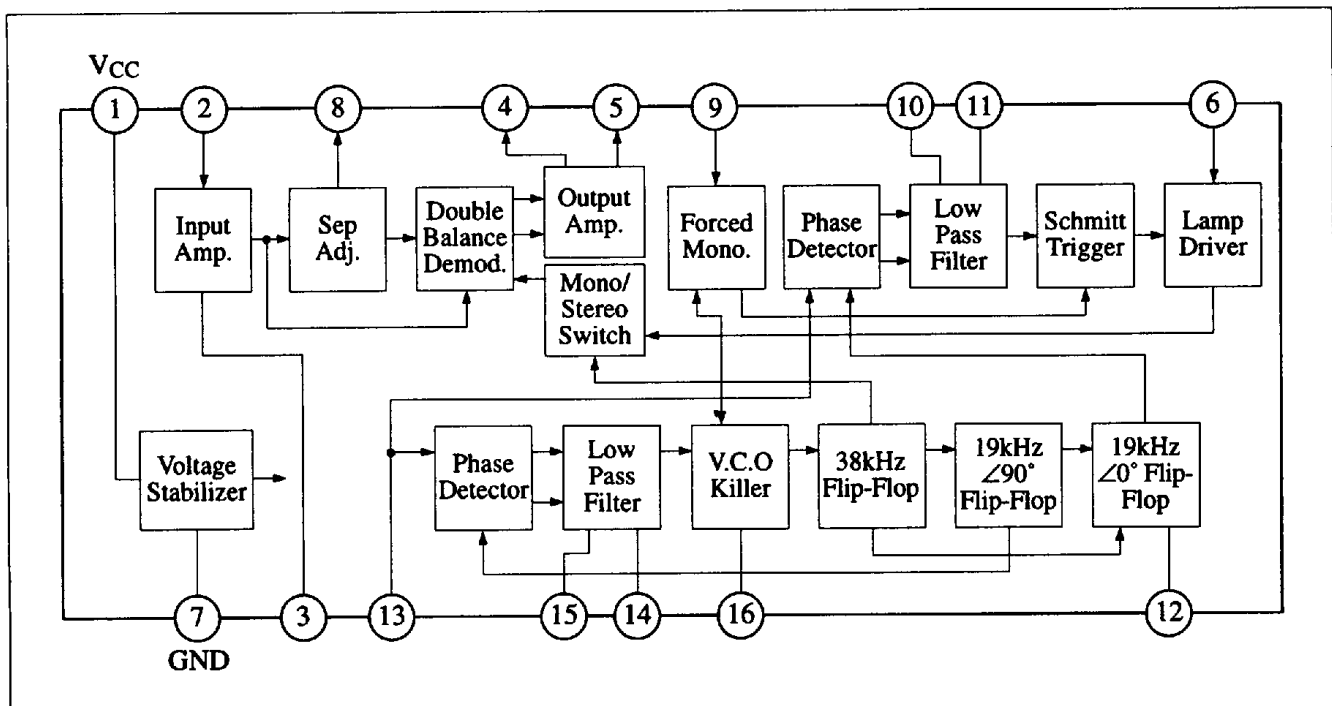 VCC
1
2
8
4
5
9
10
11
6
Input
Amp.
Sep
Adj.
Double
Balance
Demod.
Output
Amp.
Mono/
Stereo
Switch
Forced
Mono.
Phase
Detector
Low
Pass
Filter
Schmitt
Trigger
Lamp
Driver
Voltage
Stabilizer
Phase
Detector
Low
Pass
Filter
V.C.O
Killer
38kHz
Flip-Flop
19kHz
∠90°
Flip-Flop
19kHz
∠0° Flip-
Flop
7
3
13
15
14
16
12
GND